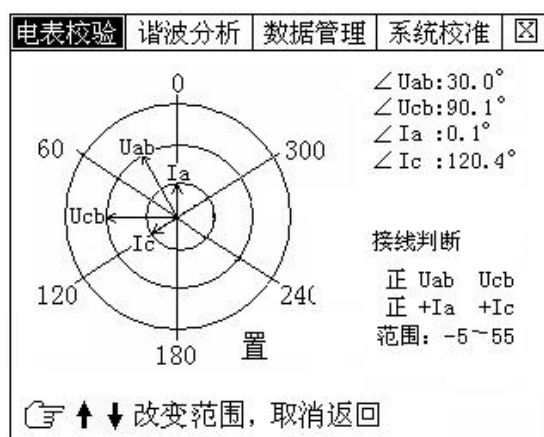 电表校验 谐波分析 数据管理 系统校准
0
60
300
Uab
Ia
Ucb
Ic
120
240
180
置
∠Uab:30.0°
∠Ucb:90.1°
∠Ia :0.1°
∠Ic :120.4°
接线判断
正 Uab Ucb
正 +Ia +Ic
范围：-5~55
改变范围，取消返回